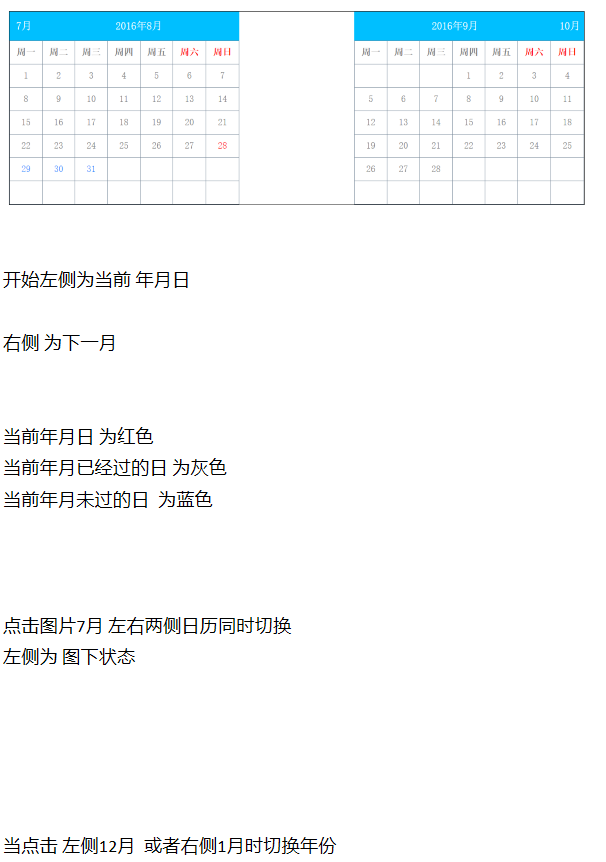 7月 2016年8月 2016年9月 10月
周一 周二 周三 周四 周五 周六 周日 周一 周二 周三 周四 周五 周六 周日
1 2 3 4 5 6 7 1 2 3 4
8 9 10 11 12 13 14 5 6 7 8 9 10 11
15 16 17 18 19 20 21 12 13 14 15 16 17 18
22 23 24 25 26 27 28 19 20 21 22 23 24 25
29 30 31 26 27 28
开始左侧为当前 年月日
右侧 为下一月
当前年月日 为红色
当前年月已经过的日 为灰色
当前年月未过的日 为蓝色
点击图片7月 左右两侧日历同时切换
左侧为 图下状态
当点击 左侧12月 或者右侧1月时切换年份